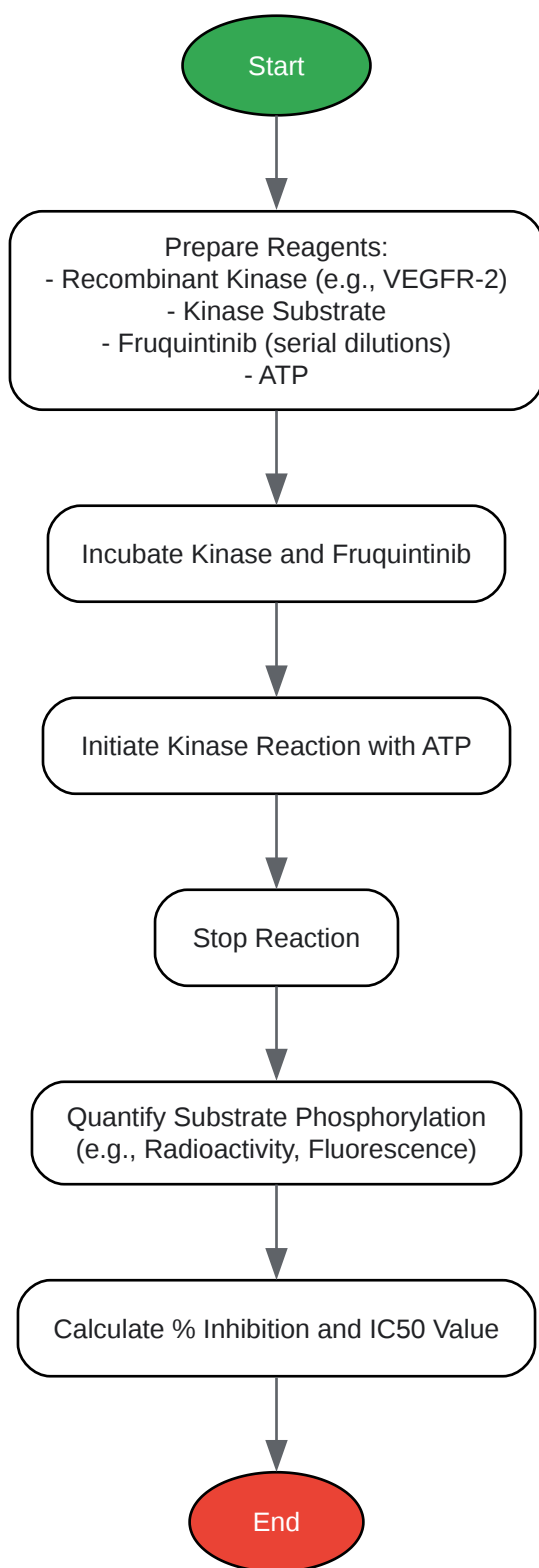 Start
Prepare Reagents:
- Recombinant Kinase (e.g., VEGFR-2)
- Kinase Substrate
- Fruquintinib (serial dilutions)
- ATP
Incubate Kinase and Fruquintinib
Initiate Kinase Reaction with ATP
Stop Reaction
Quantify Substrate Phosphorylation
(e.g., Radioactivity, Fluorescence)
Calculate % Inhibition and IC50 Value
End